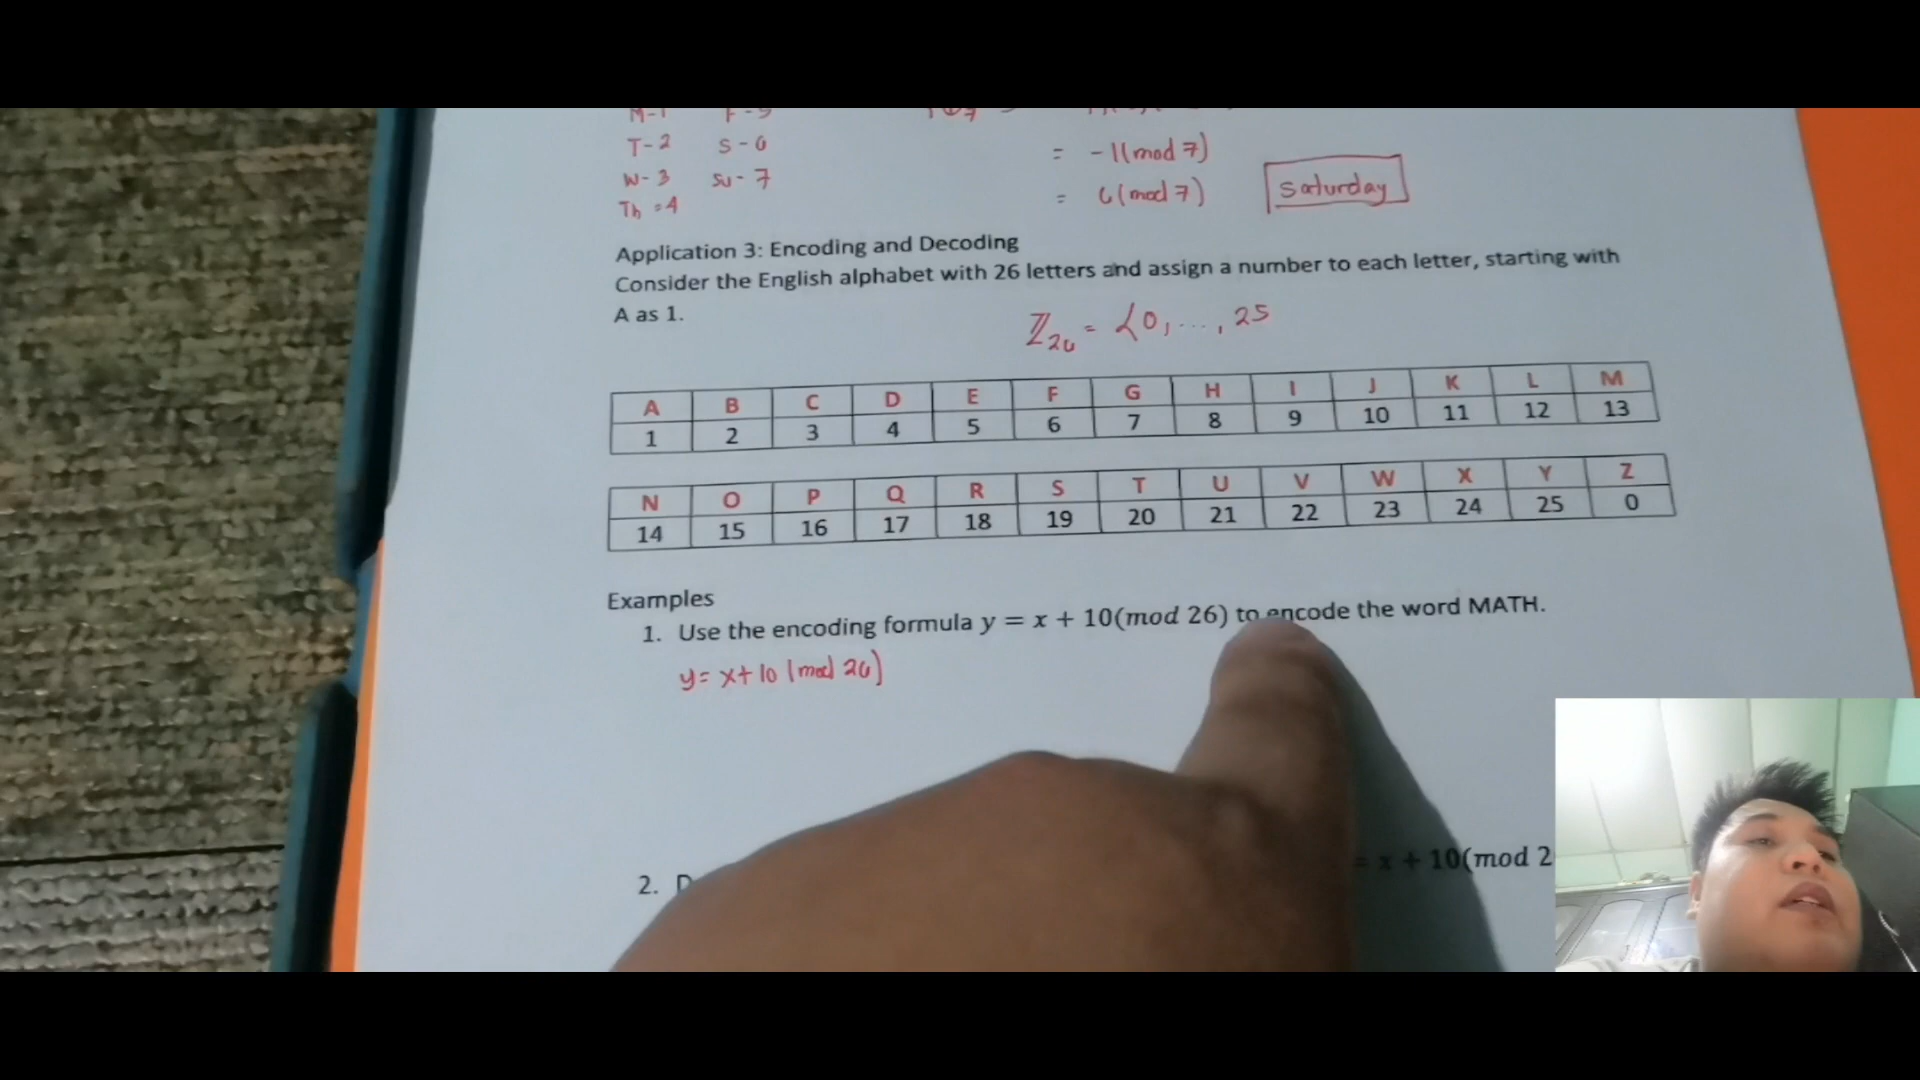 T-2 S-6
= -1(mod 7)
W-3 Su-7
= 6(mod 7) Saturday
Th =4
Application 3: Encoding and Decoding
Consider the English alphabet with 26 letters and assign a number to each letter, starting with
A as 1.
ℤ26 = {0, ..., 25
A B C D E F G H I J K L M
1 2 3 4 5 6 7 8 9 10 11 12 13
N O P Q R S T U V W X Y Z
14 15 16 17 18 19 20 21 22 23 24 25 0
Examples
1. Use the encoding formula y = x + 10(mod 26) to encode the word MATH.
y= x+10 (mod 26)
2. = x + 10(mod 2